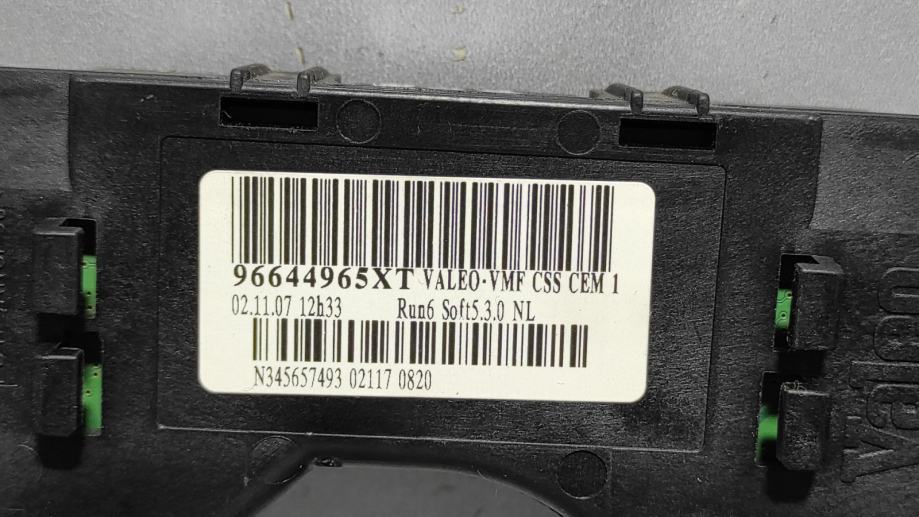 96644965XT VALEO-VMF CSS CEM 1
02.11.07 12h33 Run6 Soft5.3.0 NL
N345657493 02117 0820
Valeo